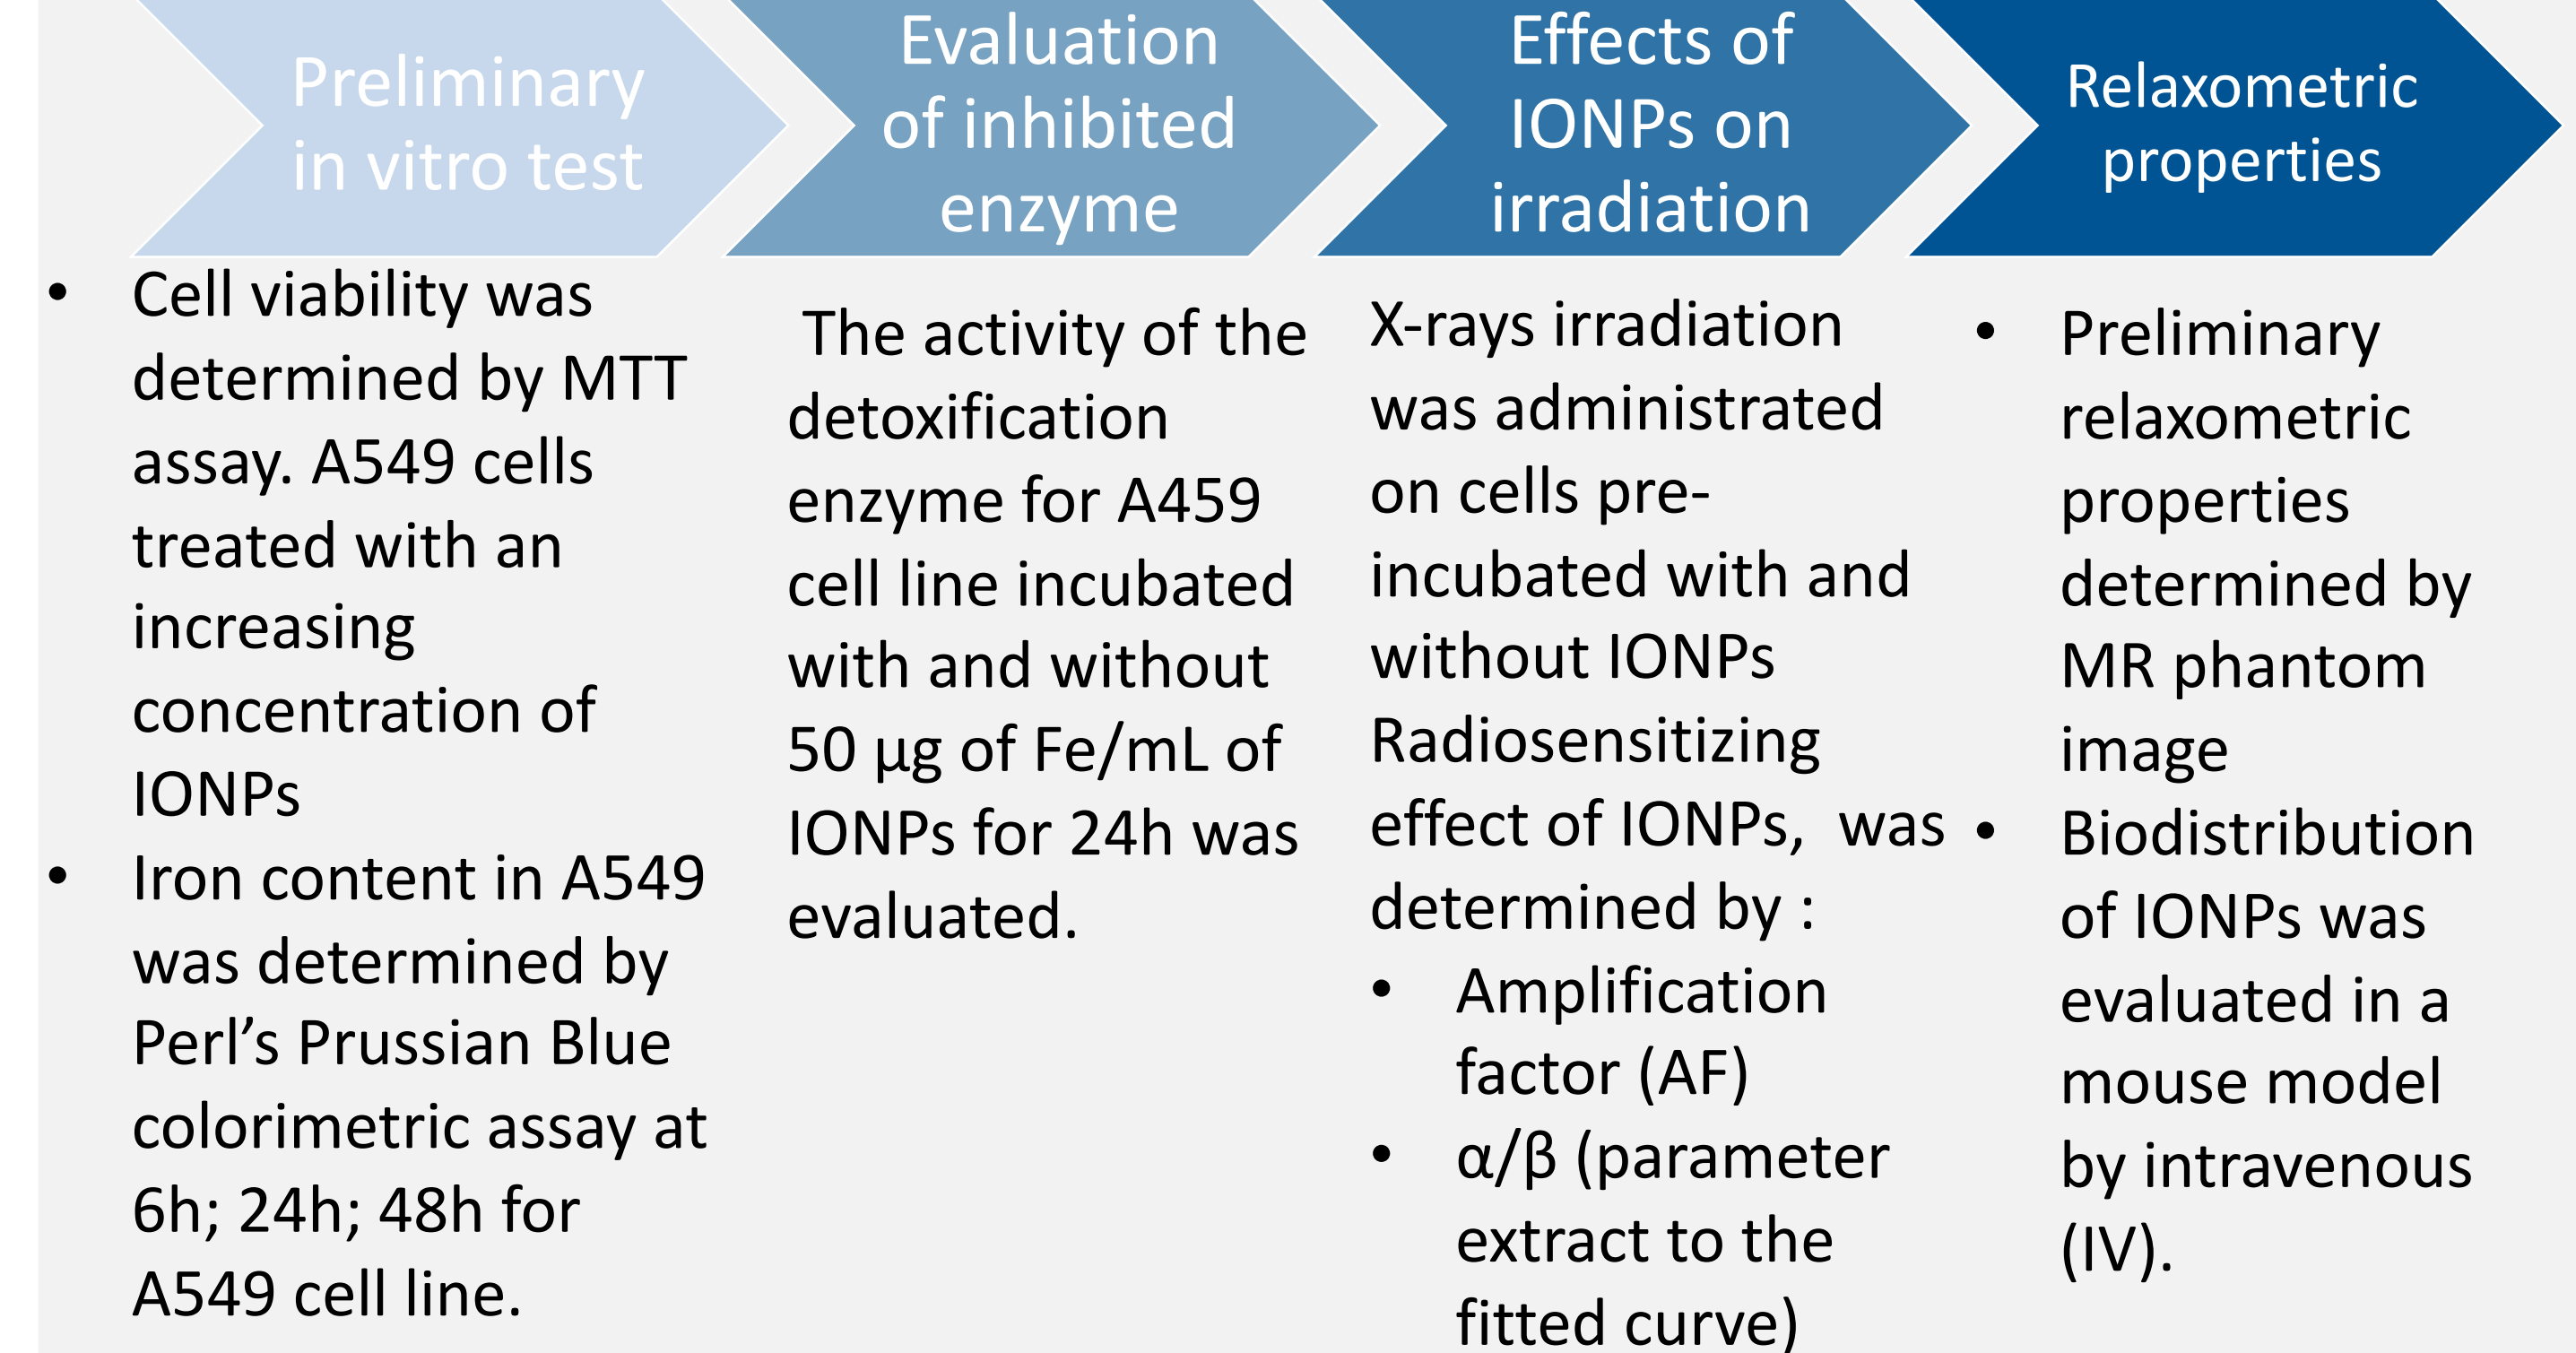 Preliminary
in vitro test
Evaluation
of inhibited
enzyme
Effects of
IONPs on
irradiation
Relaxometric
properties
• Cell viability was
determined by MTT
assay. A549 cells
treated with an
increasing
concentration of
IONPs
• Iron content in A549
was determined by
Perl’s Prussian Blue
colorimetric assay at
6h; 24h; 48h for
A549 cell line.
The activity of the
detoxification
enzyme for A459
cell line incubated
with and without
50 µg of Fe/mL of
IONPs for 24h was
evaluated.
X-rays irradiation
was administrated
on cells pre-
incubated with and
without IONPs
Radiosensitizing
effect of IONPs,  was
determined by :
• Amplification
factor (AF)
• α/β (parameter
extract to the
fitted curve)
• Preliminary
relaxometric
properties
determined by
MR phantom
image
• Biodistribution
of IONPs was
evaluated in a
mouse model
by intravenous
(IV).